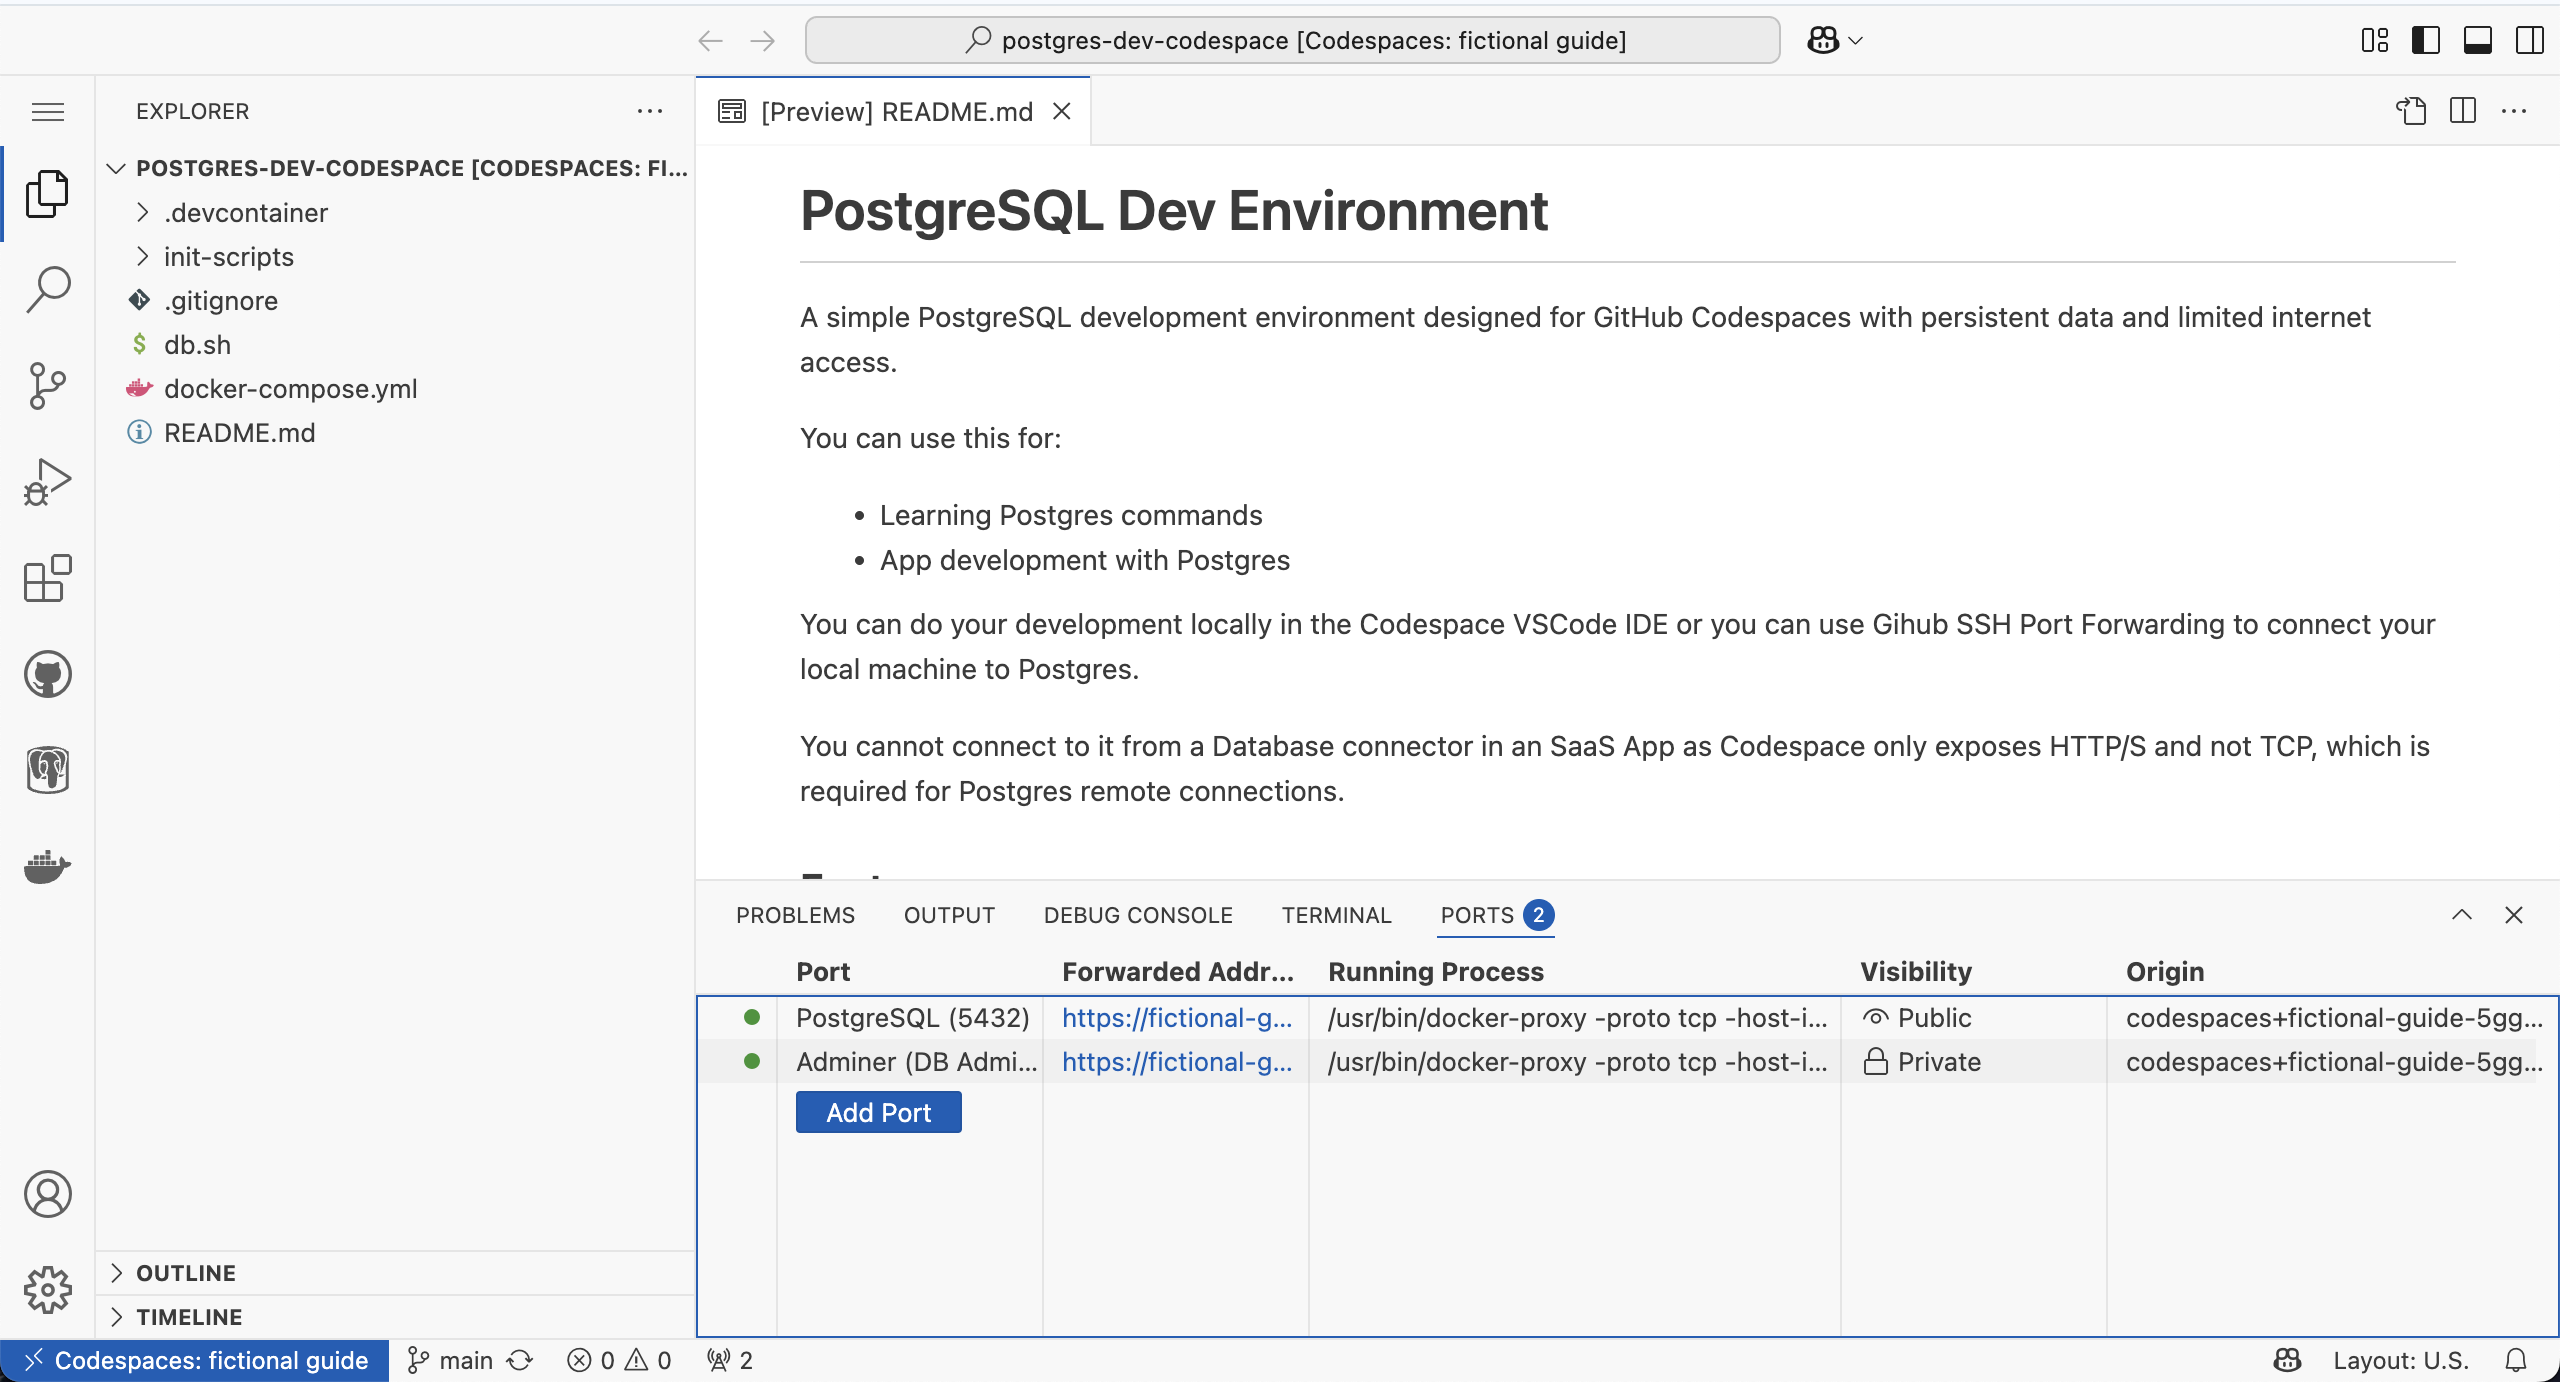 postgres-dev-codespace [Codespaces: fictional guide]
EXPLORER
[Preview] README.md
POSTGRES-DEV-CODESPACE [CODESPACES: FI...
.devcontainer
init-scripts
.gitignore
$ db.sh
docker-compose.yml
README.md
PostgreSQL Dev Environment
A simple PostgreSQL development environment designed for GitHub Codespaces with persistent data and limited internet
access.
You can use this for:
• Learning Postgres commands
• App development with Postgres
You can do your development locally in the Codespace VSCode IDE or you can use Gihub SSH Port Forwarding to connect your
local machine to Postgres.
You cannot connect to it from a Database connector in an SaaS App as Codespace only exposes HTTP/S and not TCP, which is
required for Postgres remote connections.
PROBLEMS OUTPUT DEBUG CONSOLE TERMINAL PORTS 2
Port Forwarded Addr... Running Process Visibility Origin
PostgreSQL (5432) https://fictional-g... /usr/bin/docker-proxy -proto tcp -host-i... Public codespaces+fictional-guide-5gg...
Adminer (DB Admi... https://fictional-g... /usr/bin/docker-proxy -proto tcp -host-i... Private codespaces+fictional-guide-5gg...
Add Port
OUTLINE
TIMELINE
Codespaces: fictional guide main 0 0 2 Layout: U.S.